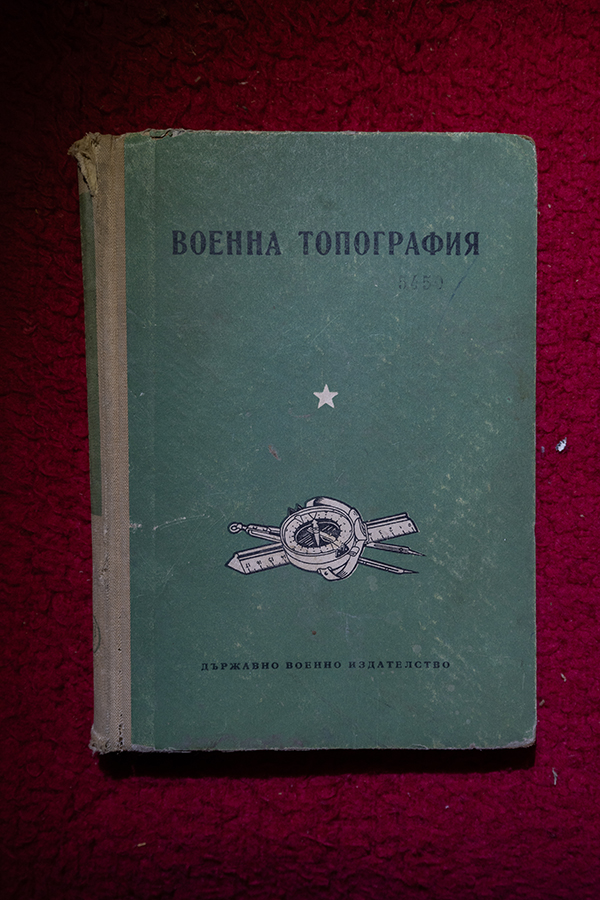 ВОЕННА ТОПОГРАФИЯ
ДЪРЖАВНО ВОЕННО ИЗДАТЕЛСТВО